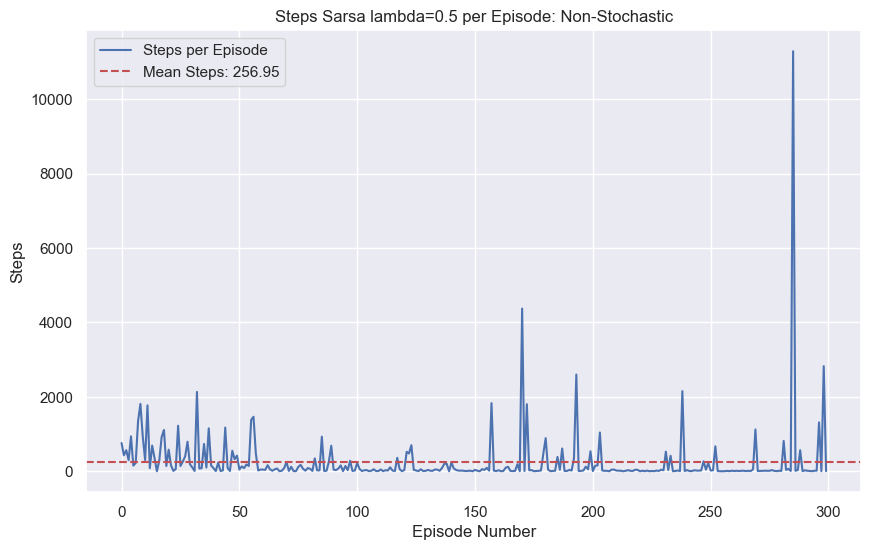 Steps Sarsa lambda=0.5 per Episode: Non-Stochastic
Steps per Episode
Mean Steps: 256.95
Steps
10000
8000
6000
4000
2000
0
0 50 100 150 200 250 300
Episode Number